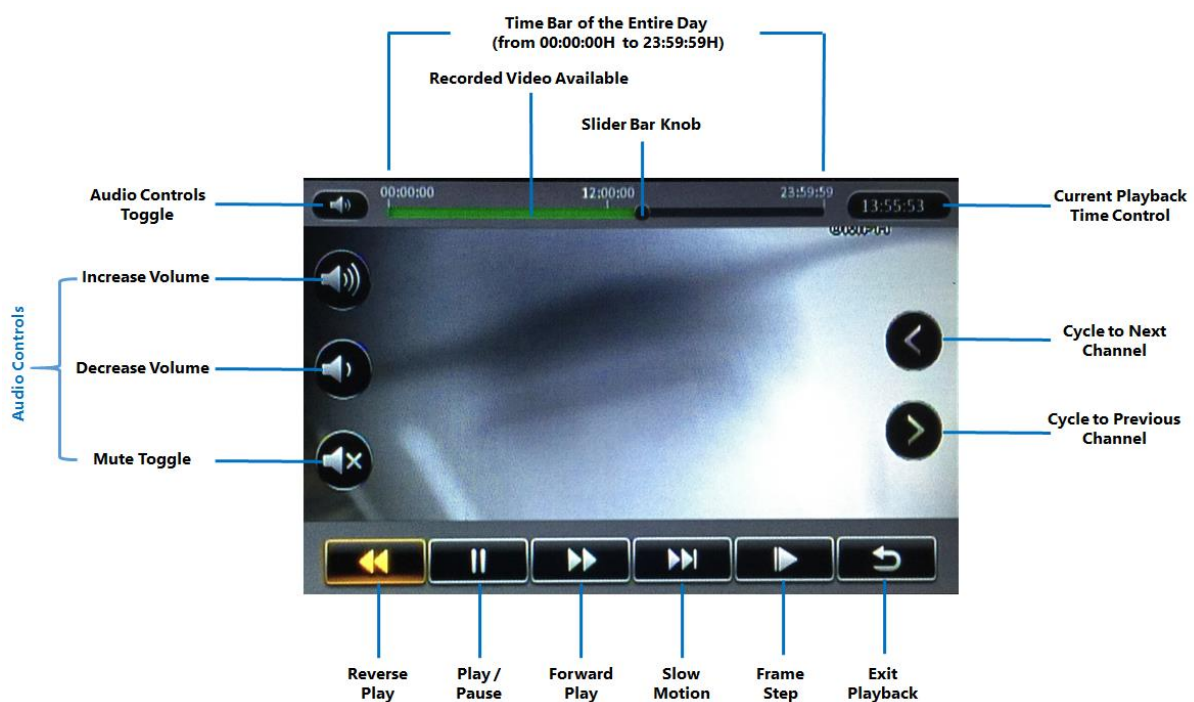 Time Bar of the Entire Day
(from 00:00:00H to 23:59:59H)
Recorded Video Available
Slider Bar Knob
Audio Controls
Toggle
00:00:00
12:00:00
23:59:59
13:55:53
Current Playback
Time Control
0MPH
Increase Volume
Audio Controls
Decrease Volume
Mute Toggle
Cycle to Next
Channel
Cycle to Previous
Channel
Reverse
Play
Play /
Pause
Forward
Play
Slow
Motion
Frame
Step
Exit
Playback